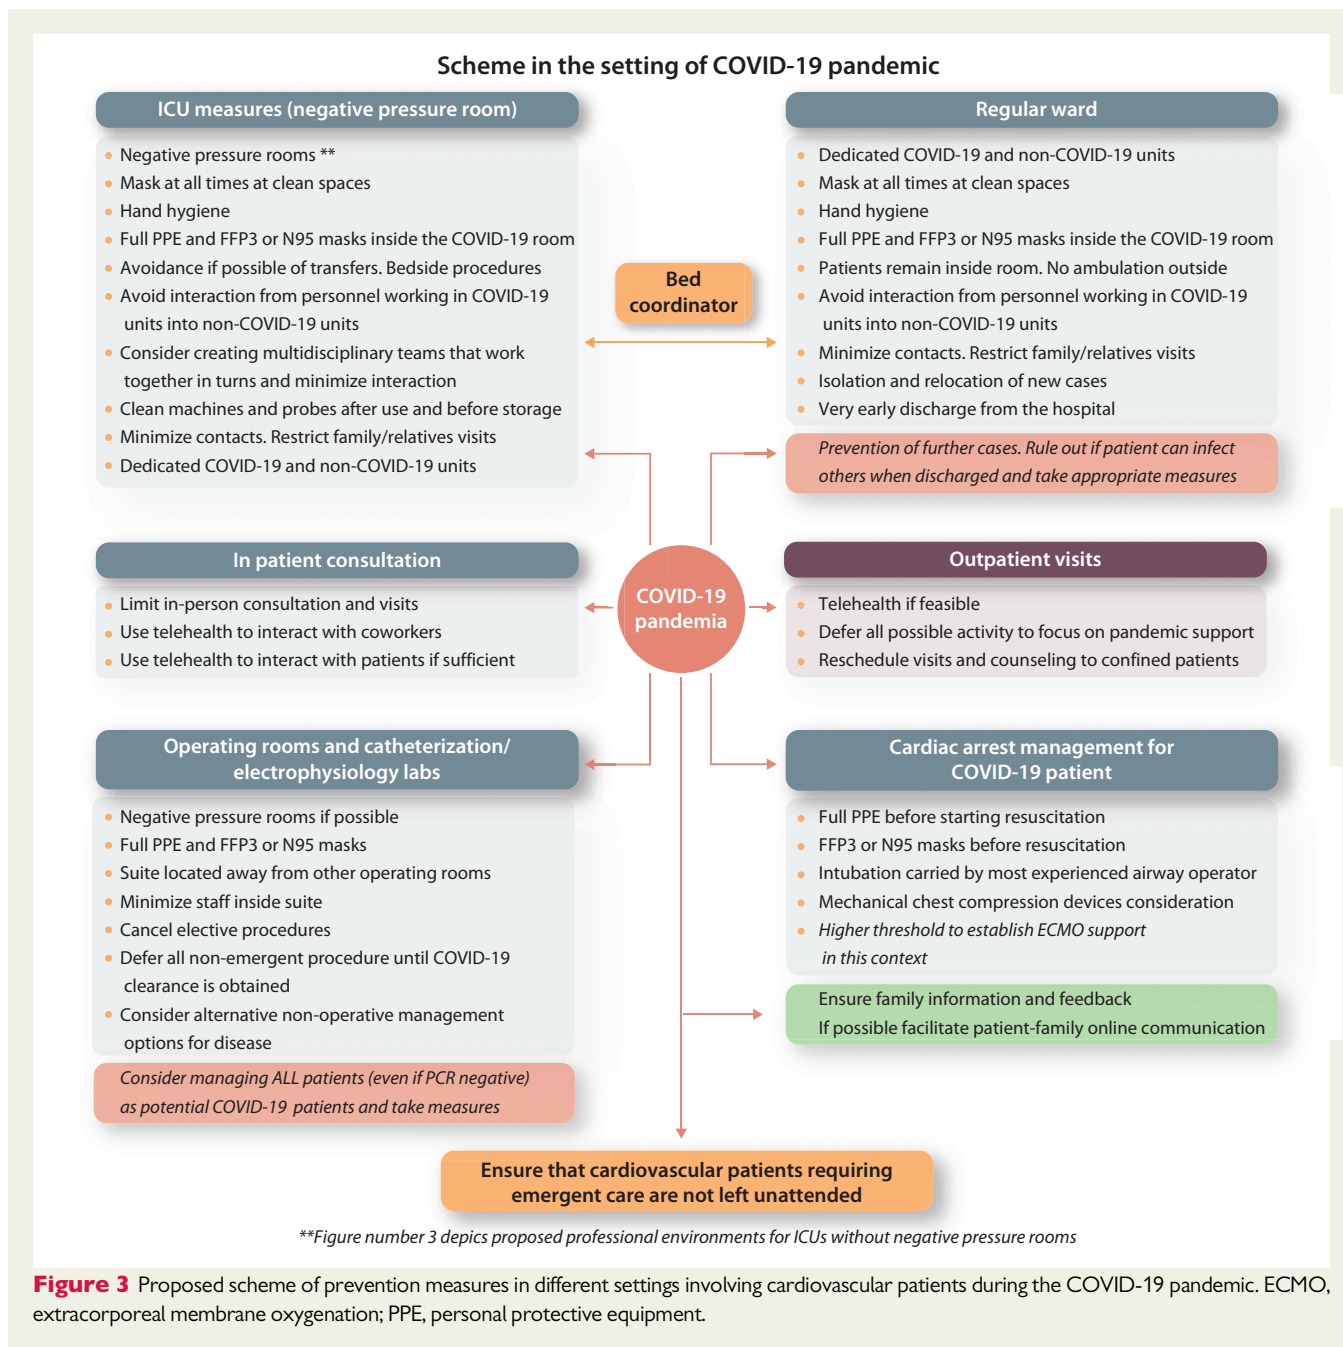 Scheme in the setting of COVID-19 pandemic
ICU measures (negative pressure room)
Negative pressure rooms **
Mask at all times at clean spaces
Hand hygiene
Full PPE and FFP3 or N95 masks inside the COVID-19 room
Avoidance if possible of transfers. Bedside procedures
Avoid interaction from personnel working in COVID-19
units into non-COVID-19 units
Consider creating multidisciplinary teams that work
together in turns and minimize interaction
Clean machines and probes after use and before storage
Minimize contacts. Restrict family/relatives visits
Dedicated COVID-19 and non-COVID-19 units
Bed
coordinator
Regular ward
Dedicated COVID-19 and non-COVID-19 units
Mask at all times at clean spaces
Hand hygiene
Full PPE and FFP3 or N95 masks inside the COVID-19 room
Patients remain inside room. No ambulation outside
Avoid interaction from personnel working in COVID-19
units into non-COVID-19 units
Minimize contacts. Restrict family/relatives visits
Isolation and relocation of new cases
Very early discharge from the hospital
Prevention of further cases. Rule out if patient can infect
others when discharged and take appropriate measures
In patient consultation
Limit in-person consultation and visits
Use telehealth to interact with coworkers
Use telehealth to interact with patients if sufficient
COVID-19
pandemia
Outpatient visits
Telehealth if feasible
Defer all possible activity to focus on pandemic support
Reschedule visits and counseling to confined patients
Operating rooms and catheterization/
electrophysiology labs
Negative pressure rooms if possible
Full PPE and FFP3 or N95 masks
Suite located away from other operating rooms
Minimize staff inside suite
Cancel elective procedures
Defer all non-emergent procedure until COVID-19
clearance is obtained
Consider alternative non-operative management
options for disease
Consider managing ALL patients (even if PCR negative)
as potential COVID-19 patients and take measures
Cardiac arrest management for
COVID-19 patient
Full PPE before starting resuscitation
FFP3 or N95 masks before resuscitation
Intubation carried by most experienced airway operator
Mechanical chest compression devices consideration
Higher threshold to establish ECMO support
in this context
Ensure family information and feedback
If possible facilitate patient-family online communication
Ensure that cardiovascular patients requiring
emergent care are not left unattended
**Figure number 3 depics proposed professional environments for ICUs without negative pressure rooms
Figure 3 Proposed scheme of prevention measures in different settings involving cardiovascular patients during the COVID-19 pandemic. ECMO,
extracorporeal membrane oxygenation; PPE, personal protective equipment.